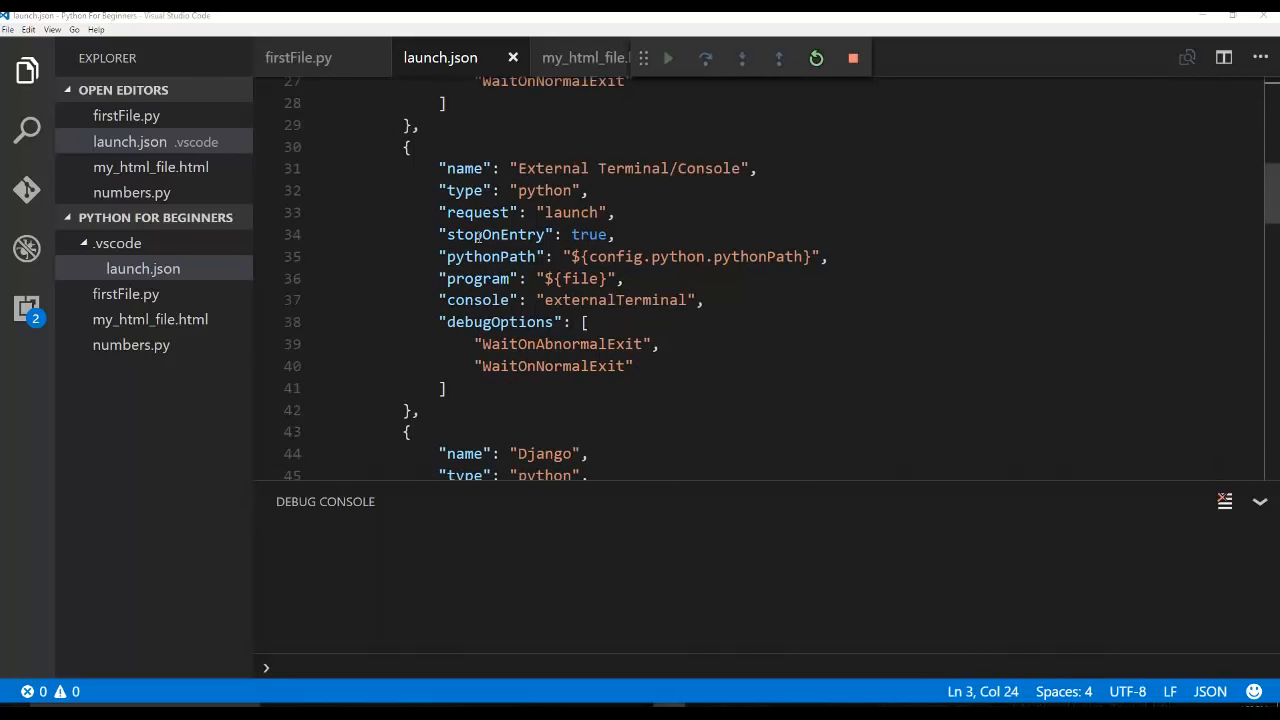 launch.json - Python For Beginners - Visual Studio Code
File Edit View Go Help
EXPLORER
OPEN EDITORS
firstFile.py
launch.json .vscode
my_html_file.html
numbers.py
PYTHON FOR BEGINNERS
.vscode
launch.json
firstFile.py
my_html_file.html
numbers.py
2
firstFile.py launch.json my_html_file.
27 "WaitOnNormalExit"
28 ]
29 },
30 {
31 "name": "External Terminal/Console",
32 "type": "python",
33 "request": "launch",
34 "stopOnEntry": true,
35 "pythonPath": "${config.python.pythonPath}",
36 "program": "${file}",
37 "console": "externalTerminal",
38 "debugOptions": [
39 "WaitOnAbnormalExit",
40 "WaitOnNormalExit"
41 ]
42 },
43 {
44 "name": "Django",
45 "type": "python",
DEBUG CONSOLE
0 0 Ln 3, Col 24 Spaces: 4 UTF-8 LF JSON